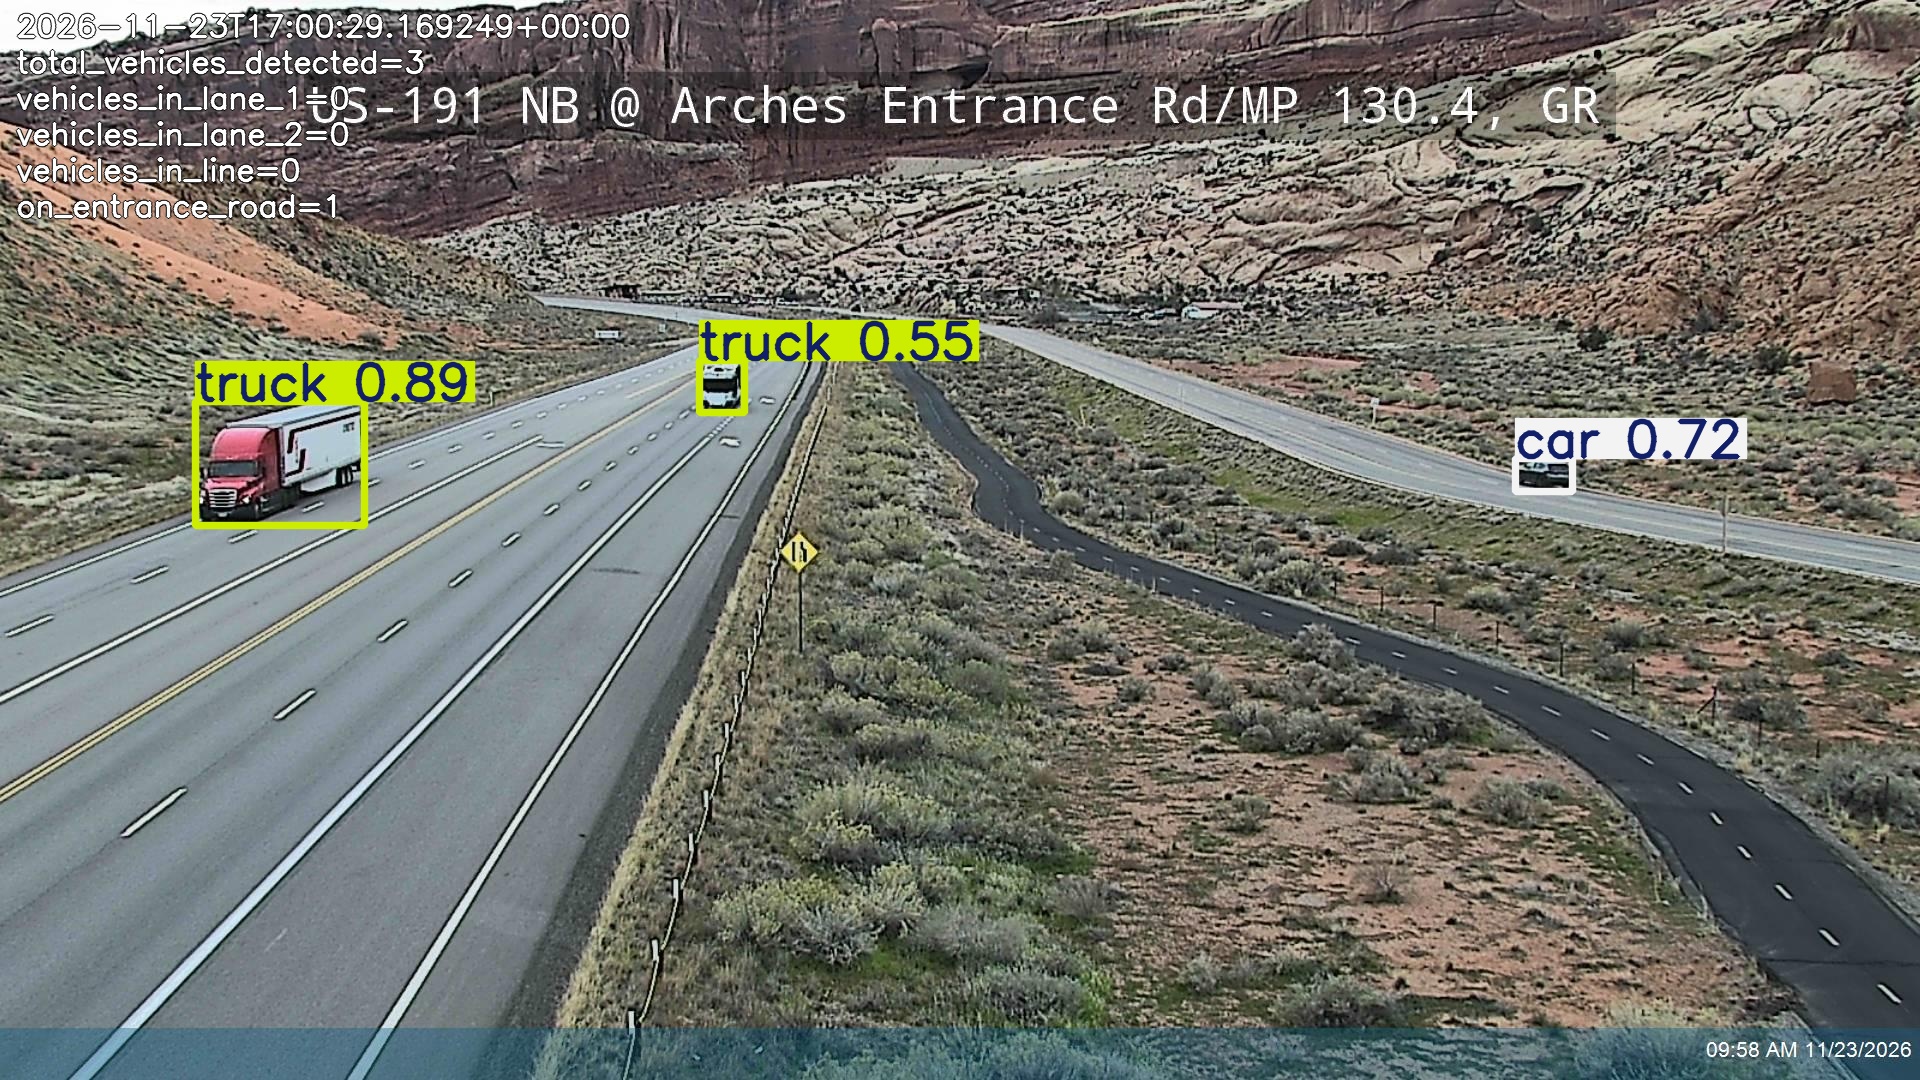 2026-11-23T17:00:29.169249+00:00
total_vehicles_detected=3
vehicles_in_lane_1=0
US-191 NB @ Arches Entrance Rd/MP 130.4, GR
vehicles_in_lane_2=0
vehicles_in_line=0
on_entrance_road=1
truck 0.55
truck 0.89
car 0.72
09:58 AM 11/23/2026